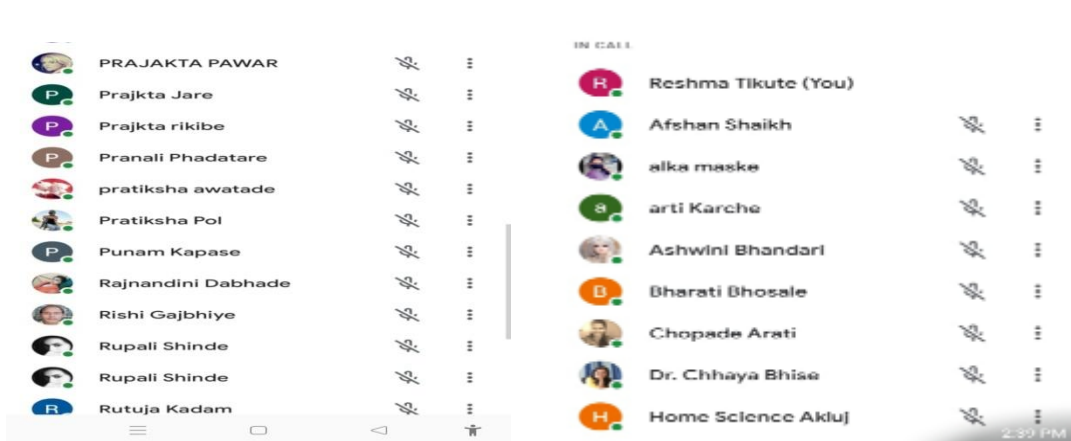 PRAJAKTA PAWAR
P Prajkta Jare
P Prajkta rikibe
P Pranali Phadatare
pratiksha awatade
Pratiksha Pol
P Punam Kapase
Rajnandini Dabhade
Rishi Gajbhiye
Rupali Shinde
Rupali Shinde
R Rutuja Kadam
IN CALL
R Reshma Tikute (You)
A Afshan Shaikh
alka maske
a arti Karche
Ashwini Bhandari
B Bharati Bhosale
Chopade Arati
Dr. Chhaya Bhise
H Home Science Akluj
2:39 PM